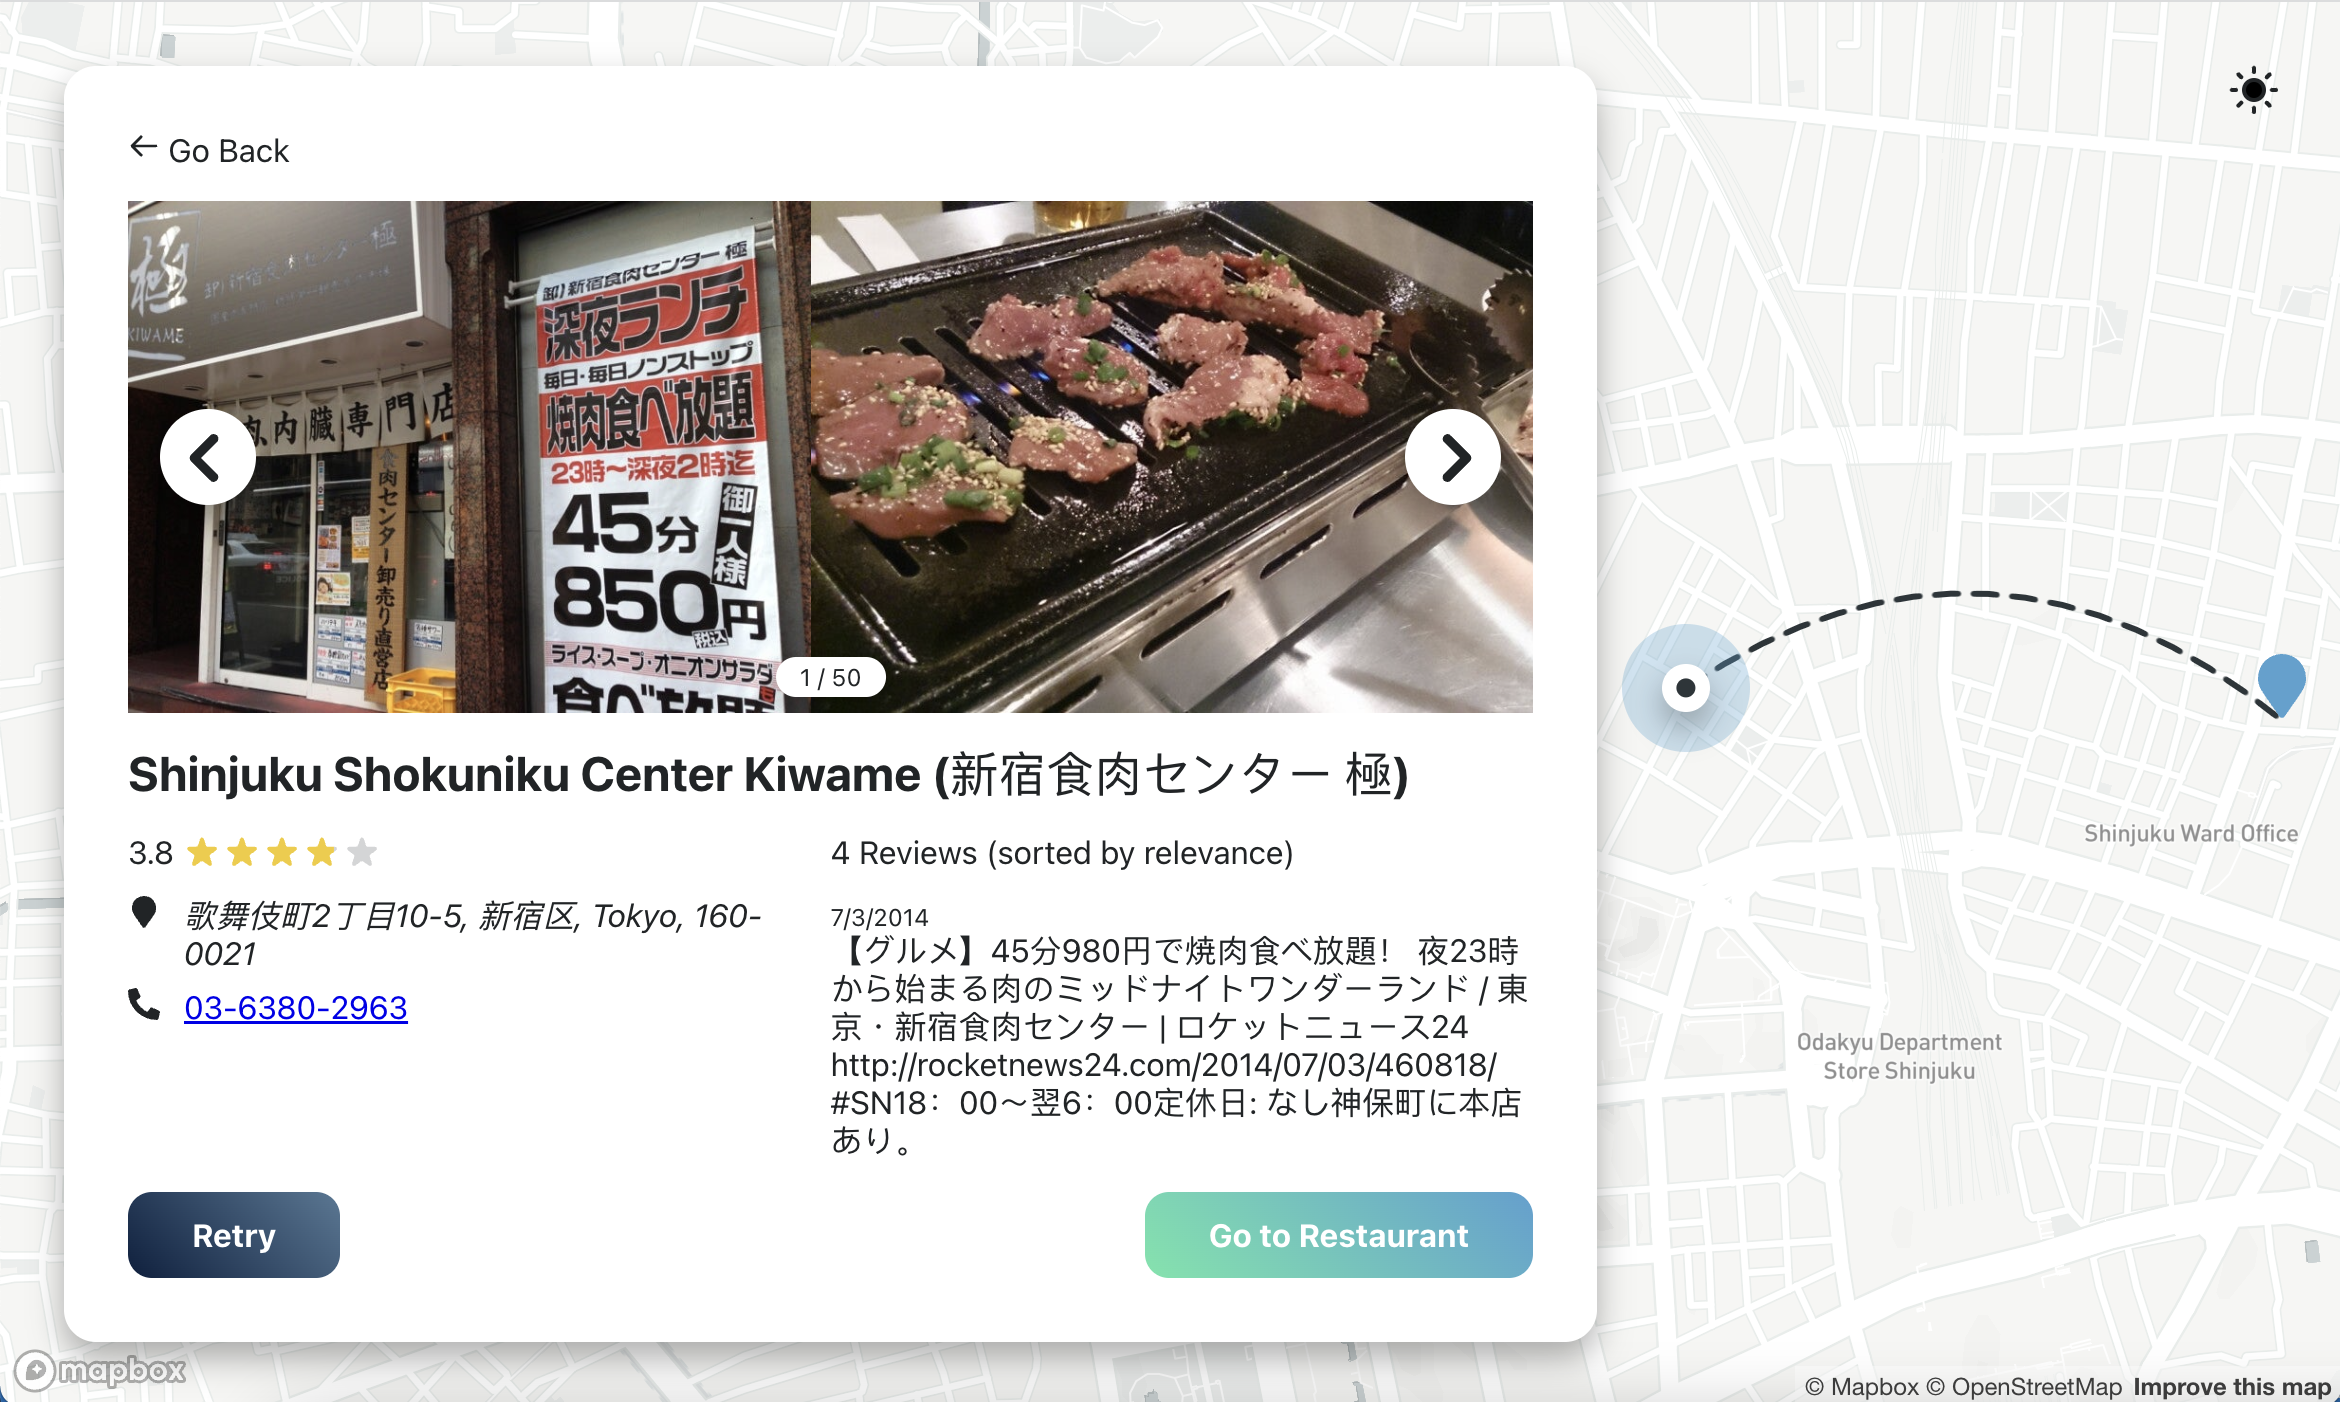 Go Back
極
KIWAME
卸)新宿食肉センター極
肉内臓専門店
食肉センター卸売り直営店
卸)新宿食肉センター 極
深夜ランチ
毎日・毎日ノンストップ
焼肉食べ放題
23時〜深夜2時迄
45分
御一人様
850円
税込
ライス・スープ・オニオンサラダ
食べ放題
1 / 50
Shinjuku Shokuniku Center Kiwame (新宿食肉センター 極)
3.8
歌舞伎町2丁目10-5, 新宿区, Tokyo, 160-
0021
03-6380-2963
4 Reviews (sorted by relevance)
7/3/2014
【グルメ】45分980円で焼肉食べ放題！ 夜23時
から始まる肉のミッドナイトワンダーランド / 東
京・新宿食肉センター | ロケットニュース24
http://rocketnews24.com/2014/07/03/460818/
#SN18：00〜翌6：00定休日: なし神保町に本店
あり。
Retry
Go to Restaurant
Shinjuku Ward Office
Odakyu Department
Store Shinjuku
mapbox
© Mapbox © OpenStreetMap Improve this map